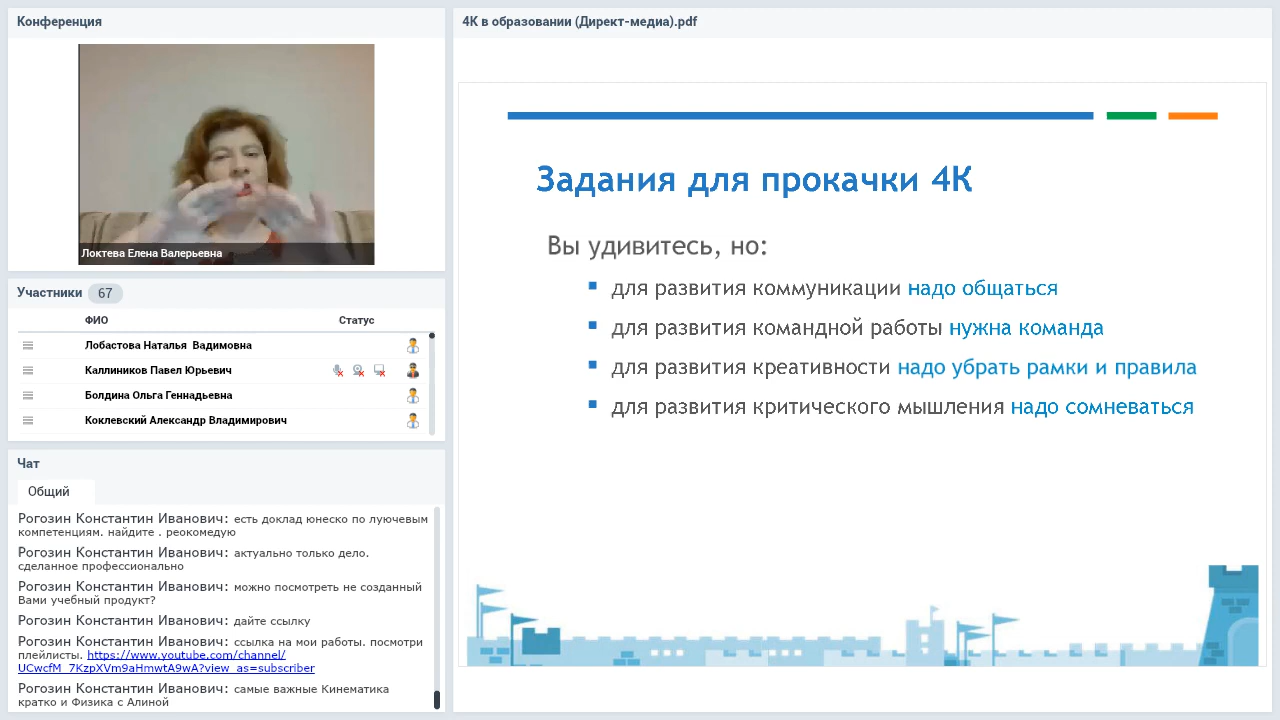 Конференция
Локтева Елена Валерьевна
Участники 67
ФИО Статус
Лобастова Наталья Вадимовна
Каллиников Павел Юрьевич
Болдина Ольга Геннадьевна
Коклевский Александр Владимирович
Чат
Общий
Рогозин Константин Иванович: есть доклад юнеско по луючевым
компетенциям. найдите . реокомедую
Рогозин Константин Иванович: актуально только дело.
сделанное профессионально
Рогозин Константин Иванович: можно посмотреть не созданный
Вами учебный продукт?
Рогозин Константин Иванович: дайте ссылку
Рогозин Константин Иванович: ссылка на мои работы. посмотри
плейлисты. https://www.youtube.com/channel/
UCwcfM_7KzpXVm9aHmwtA9wA?view_as=subscriber
Рогозин Константин Иванович: самые важные Кинематика
кратко и Физика с Алиной
4К в образовании (Директ-медиа).pdf
Задания для прокачки 4К
Вы удивитесь, но:
для развития коммуникации надо общаться
для развития командной работы нужна команда
для развития креативности надо убрать рамки и правила
для развития критического мышления надо сомневаться